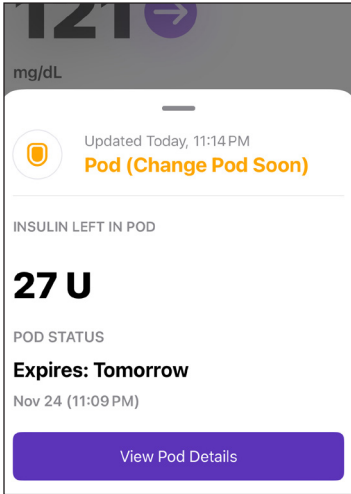 121
mg/dL
Updated Today, 11:14 PM
Pod (Change Pod Soon)
INSULIN LEFT IN POD
27 U
POD STATUS
Expires: Tomorrow
Nov 24 (11:09 PM)
View Pod Details